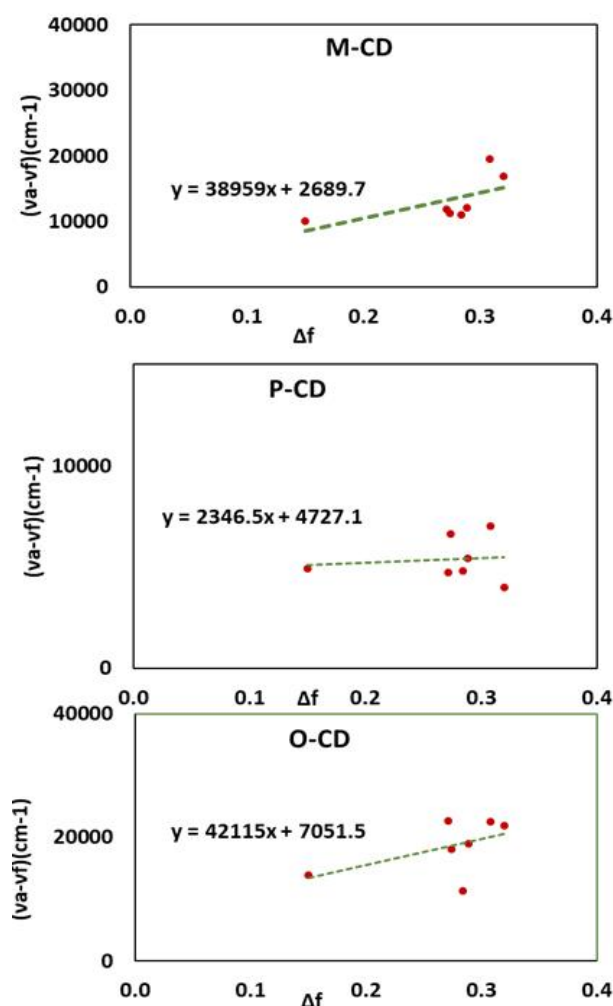 M-CD
40000
30000
20000
10000
0
(va-vf)(cm-1)
y = 38959x + 2689.7
0.0 0.1 0.2 0.3 0.4
Δf
P-CD
10000
0
(va-vf)(cm-1)
y = 2346.5x + 4727.1
0.0 0.1 0.2 0.3 0.4
Δf
O-CD
40000
20000
0
(va-vf)(cm-1)
y = 42115x + 7051.5
0.0 0.1 0.2 0.3 0.4
Δf